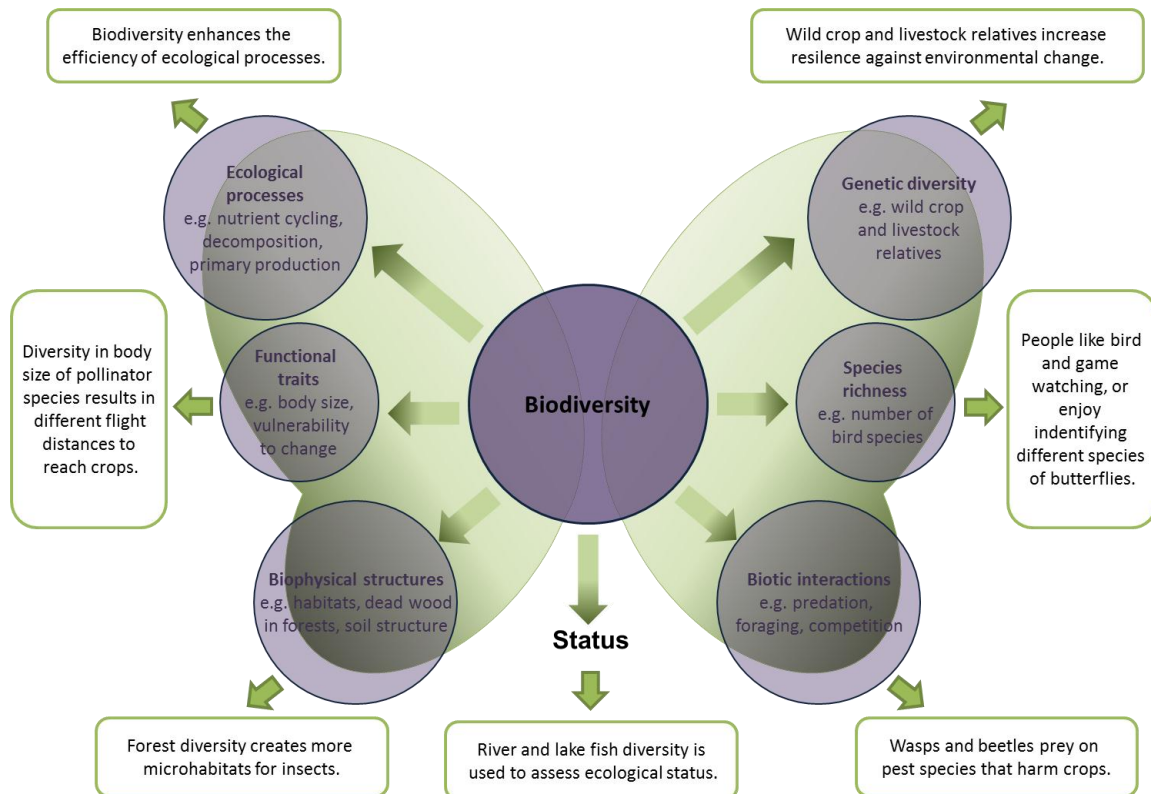 Biodiversity enhances the
efficiency of ecological processes.
Wild crop and livestock relatives increase
resilence against environmental change.
Ecological
processes
e.g. nutrient cycling,
decomposition,
primary production
Genetic diversity
e.g. wild crop
and livestock
relatives
Diversity in body
size of pollinator
species results in
different flight
distances to
reach crops.
Functional
traits
e.g. body size,
vulnerability
to change
Biodiversity
Species
richness
e.g. number of
bird species
People like bird
and game
watching, or
enjoy
indentifying
different species
of butterflies.
Biophysical structures
e.g. habitats, dead wood
in forests, soil structure
Status
Biotic interactions
e.g. predation,
foraging, competition
Forest diversity creates more
microhabitats for insects.
River and lake fish diversity is
used to assess ecological status.
Wasps and beetles prey on
pest species that harm crops.